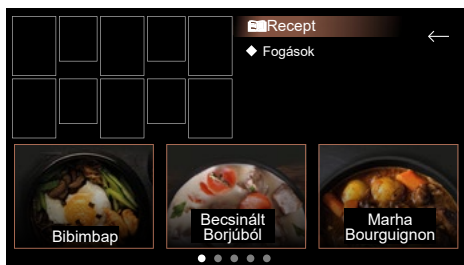 Recept
Fogások
Bibimbap
Becsinált
Borjúból
Marha
Bourguignon